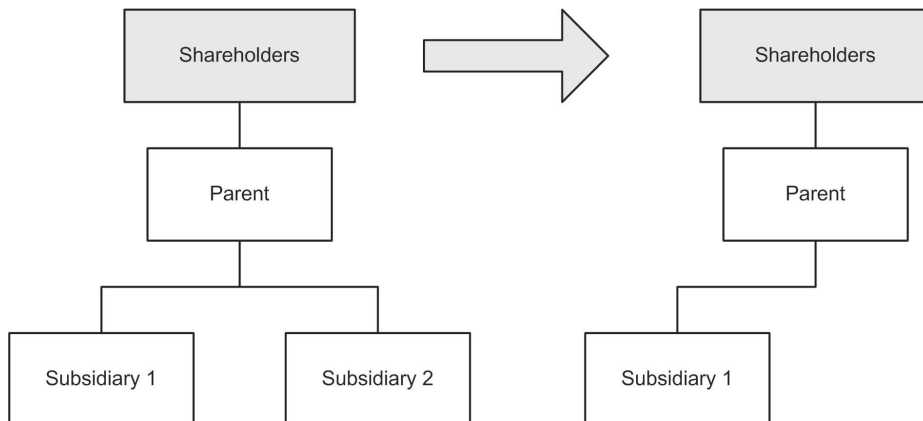 Shareholders
Shareholders
Parent
Parent
Subsidiary 1
Subsidiary 2
Subsidiary 1